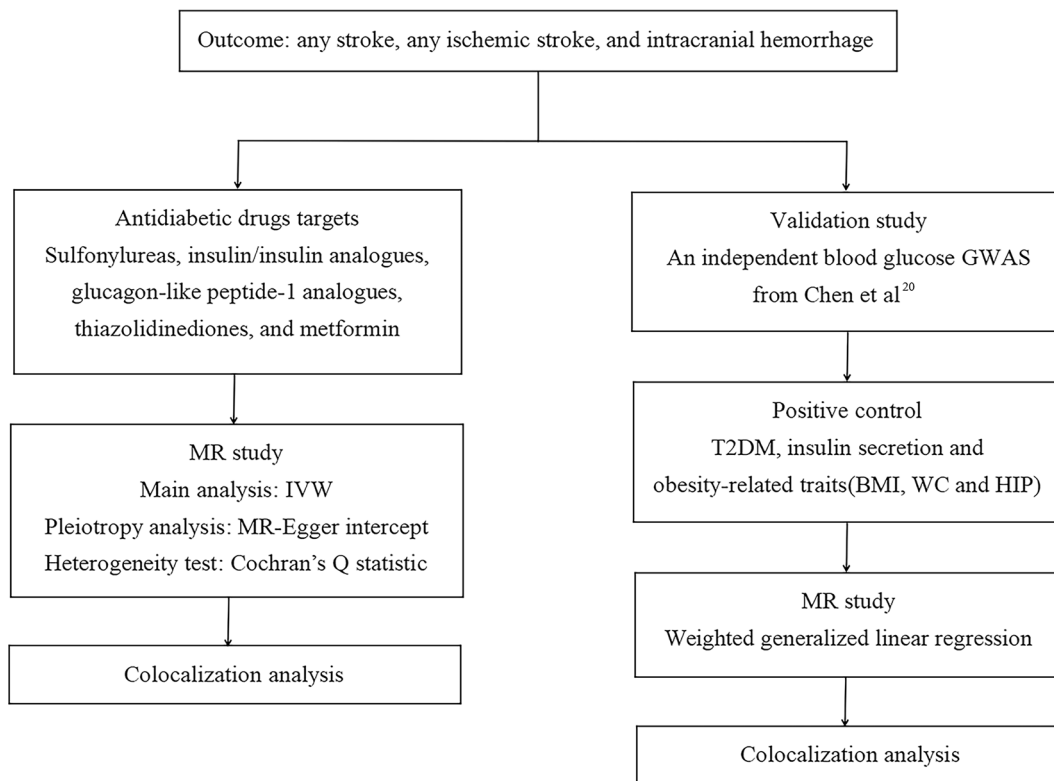 Outcome: any stroke, any ischemic stroke, and intracranial hemorrhage
Antidiabetic drugs targets
Sulfonylureas, insulin/insulin analogues,
glucagon-like peptide-1 analogues,
thiazolidinediones, and metformin
MR study
Main analysis: IVW
Pleiotropy analysis: MR-Egger intercept
Heterogeneity test: Cochran’s Q statistic
Colocalization analysis
Validation study
An independent blood glucose GWAS
from Chen et al20
Positive control
T2DM, insulin secretion and
obesity-related traits(BMI, WC and HIP)
MR study
Weighted generalized linear regression
Colocalization analysis